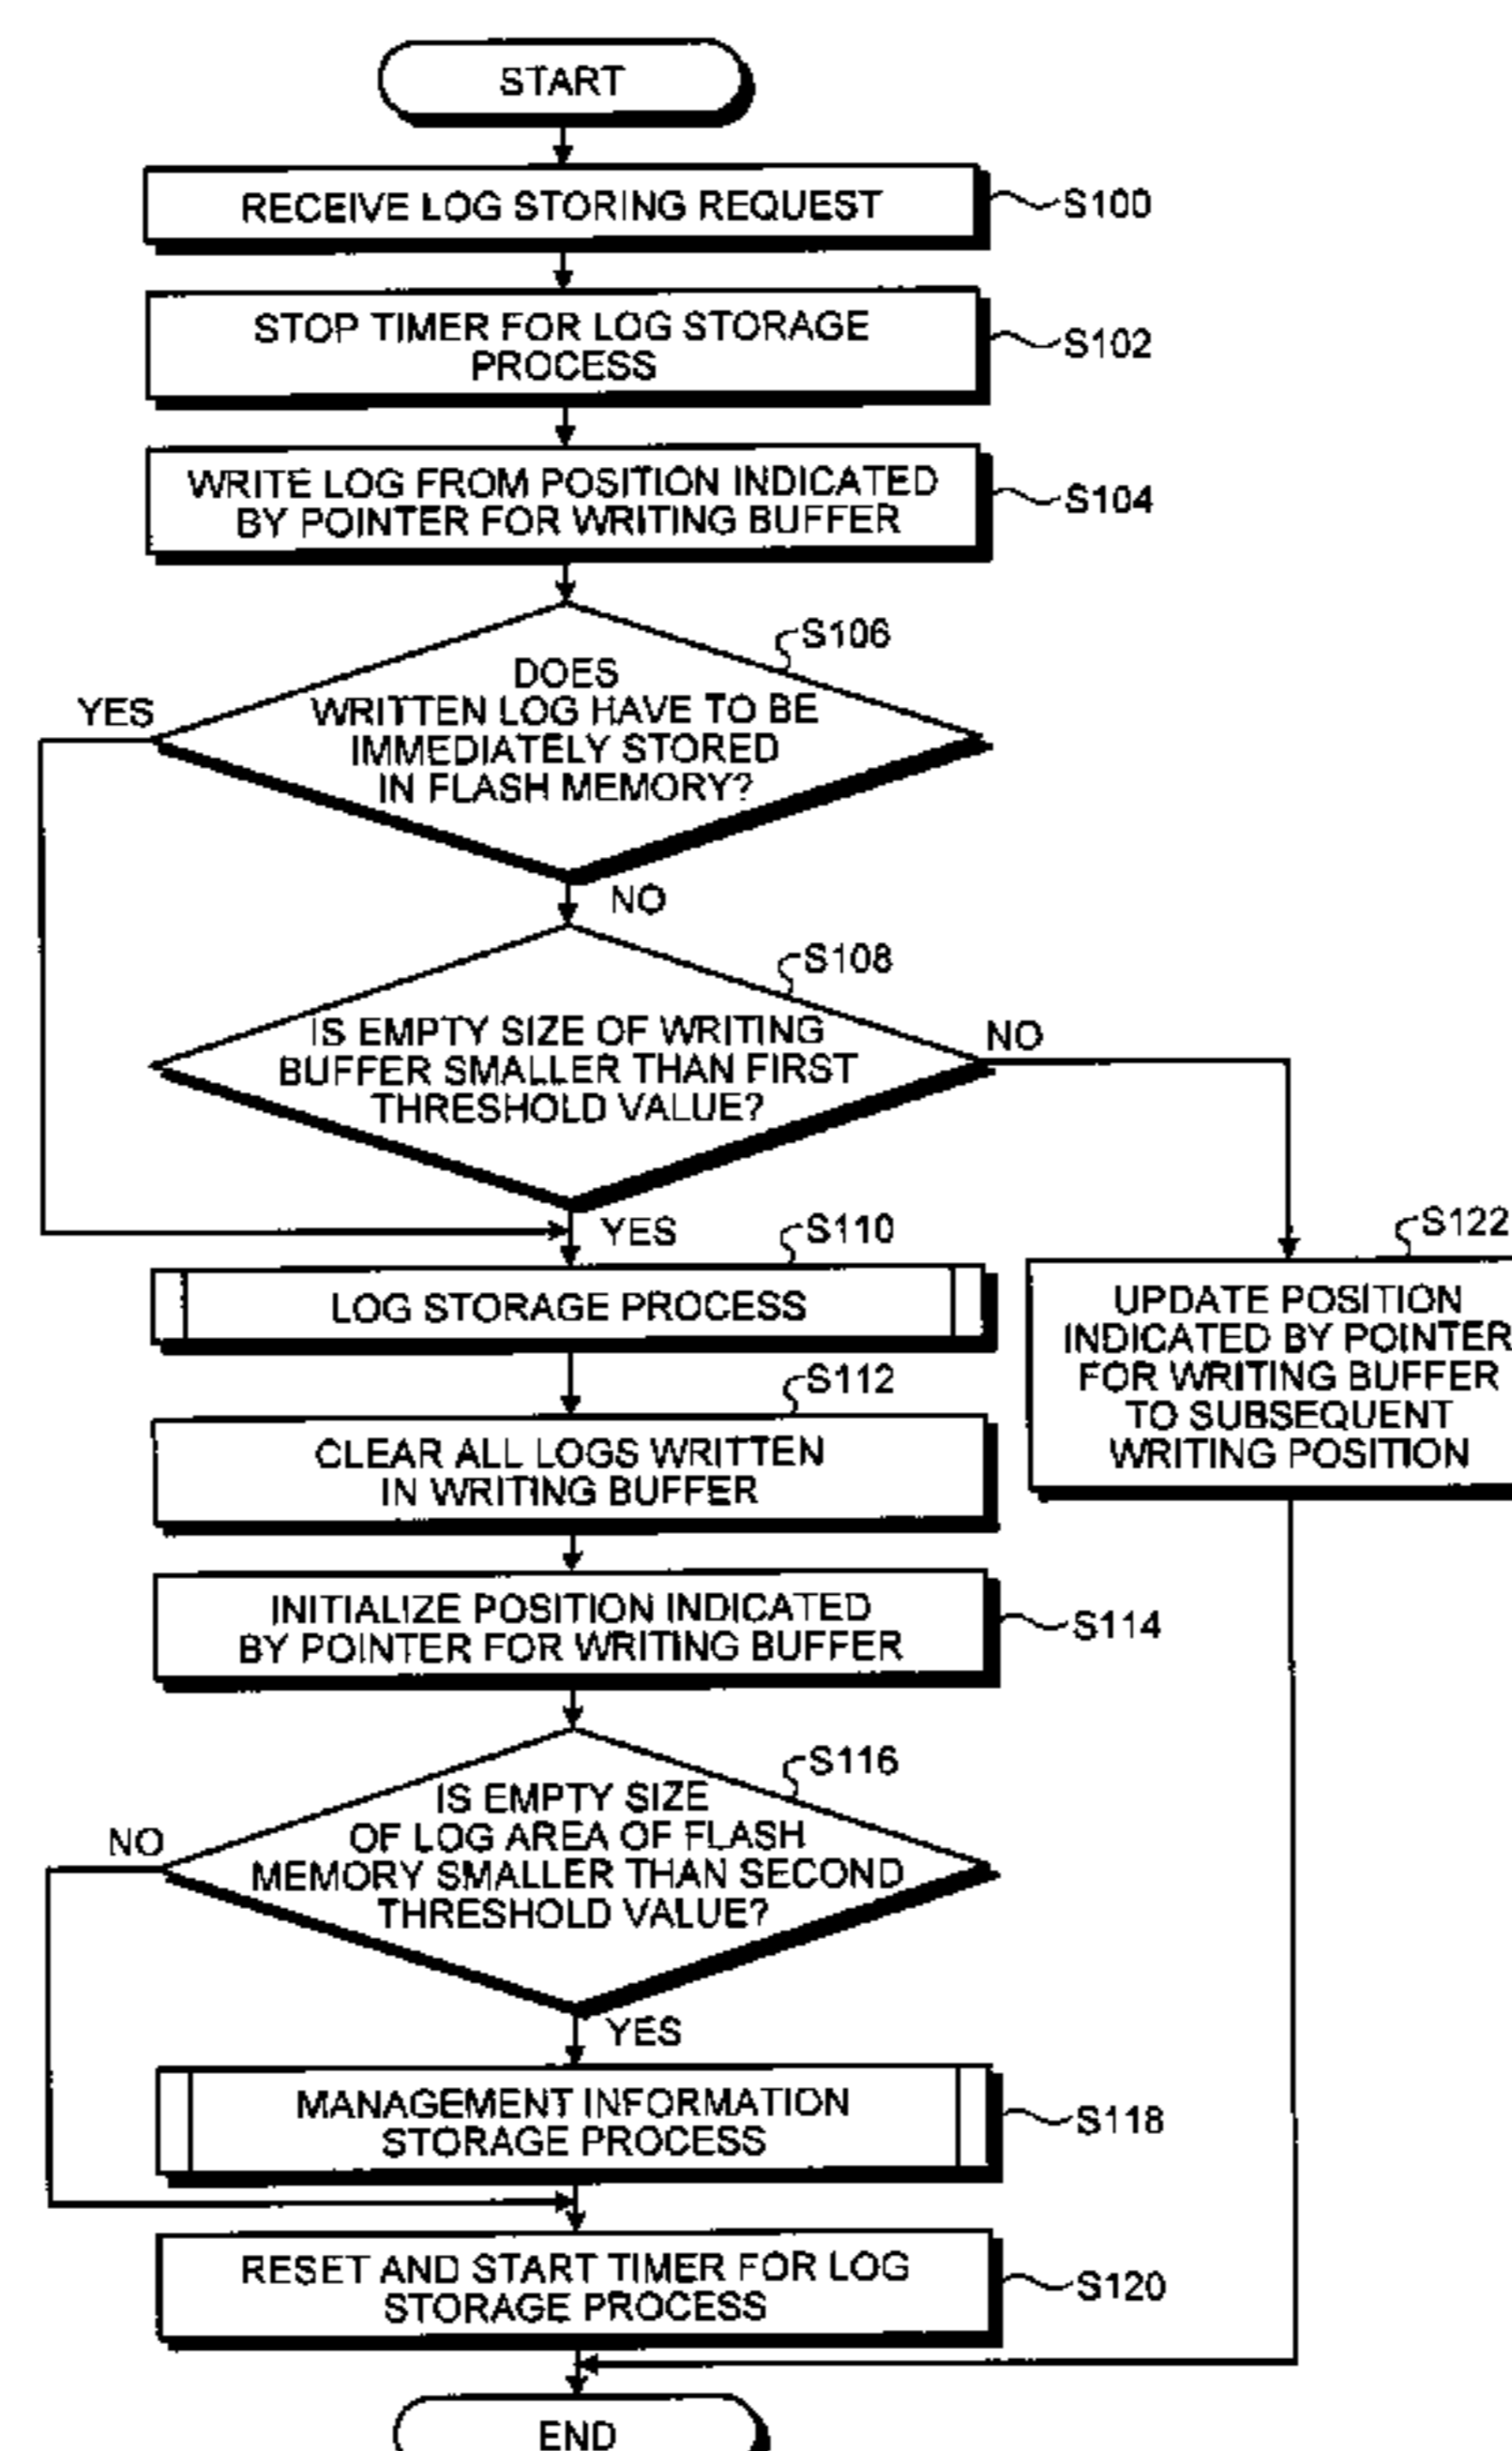 START
RECEIVE LOG STORING REQUEST
S100
STOP TIMER FOR LOG STORAGE
PROCESS
S102
WRITE LOG FROM POSITION INDICATED
BY POINTER FOR WRITING BUFFER
S104
S106
DOES
WRITTEN LOG HAVE TO BE
IMMEDIATELY STORED
IN FLASH MEMORY?
YES
NO
S108
IS EMPTY SIZE OF WRITING
BUFFER SMALLER THAN FIRST
THRESHOLD VALUE?
NO
YES
S110
LOG STORAGE PROCESS
S122
UPDATE POSITION
INDICATED BY POINTER
FOR WRITING BUFFER
TO SUBSEQUENT
WRITING POSITION
S112
CLEAR ALL LOGS WRITTEN
IN WRITING BUFFER
INITIALIZE POSITION INDICATED
BY POINTER FOR WRITING BUFFER
S114
S116
IS EMPTY SIZE
OF LOG AREA OF FLASH
MEMORY SMALLER THAN SECOND
THRESHOLD VALUE?
NO
YES
MANAGEMENT INFORMATION
STORAGE PROCESS
S118
RESET AND START TIMER FOR LOG
STORAGE PROCESS
S120
END